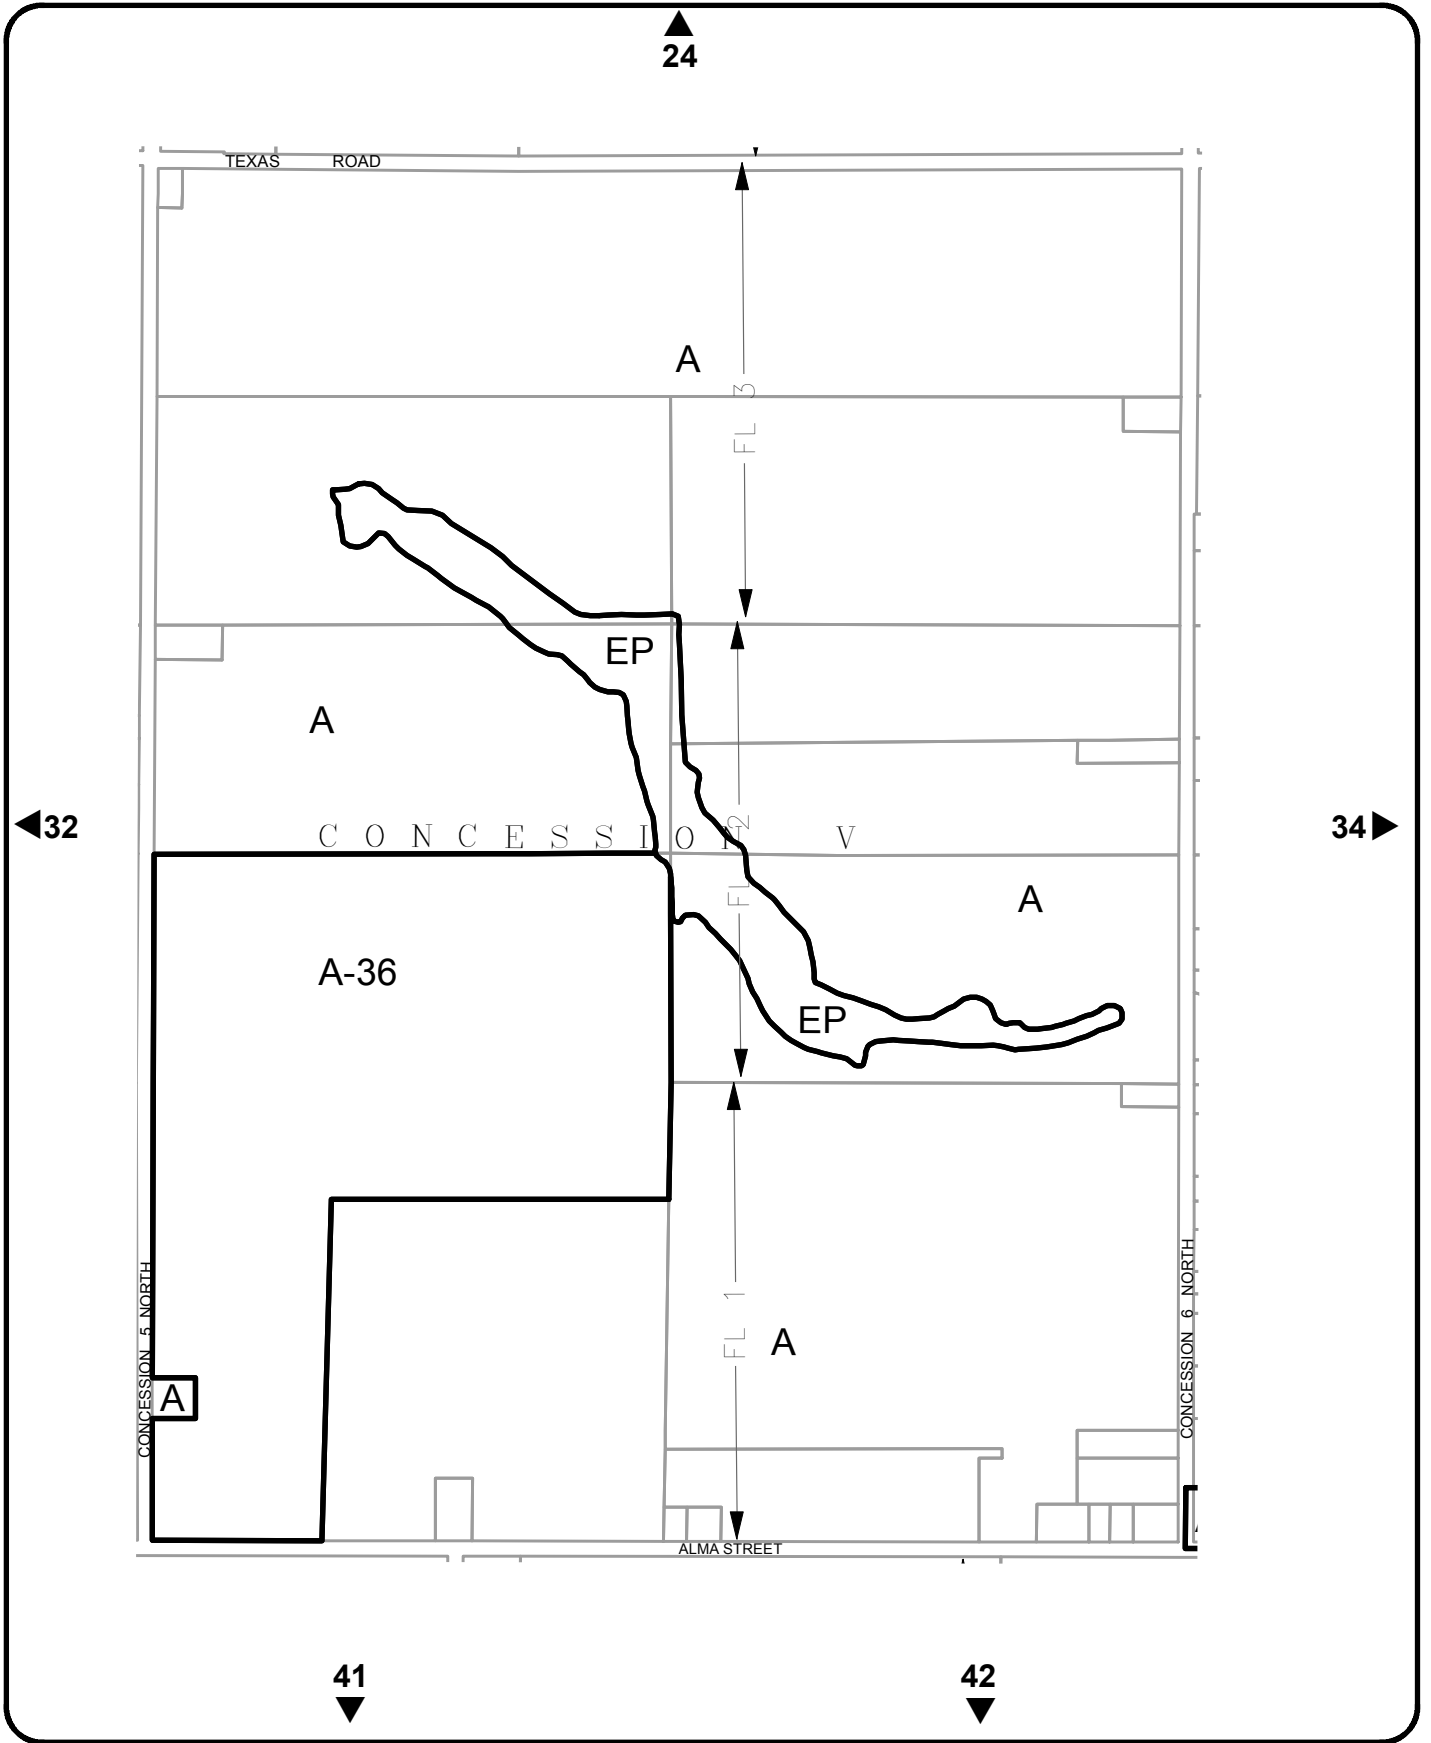 24
TEXAS ROAD
A
FL 3
EP
A
CONCESSION V
32
34
FL 2
A
A-36
EP
CONCESSION 5 NORTH
CONCESSION 6 NORTH
FL 1
A
A
ALMA STREET
41
42